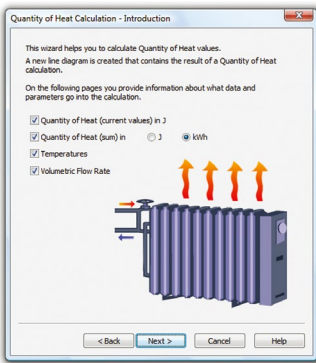 Quantity of Heat Calculation - Introduction
This wizard helps you to calculate Quantity of Heat values.
A new line diagram is created that contains the result of a Quantity of Heat
calculation.
On the following pages you provide information about what data and
parameters go into the calculation.
Quantity of Heat (current values) in J
Quantity of Heat (sum) in J kWh
Temperatures
Volumetric Flow Rate
< Back Next > Cancel Help